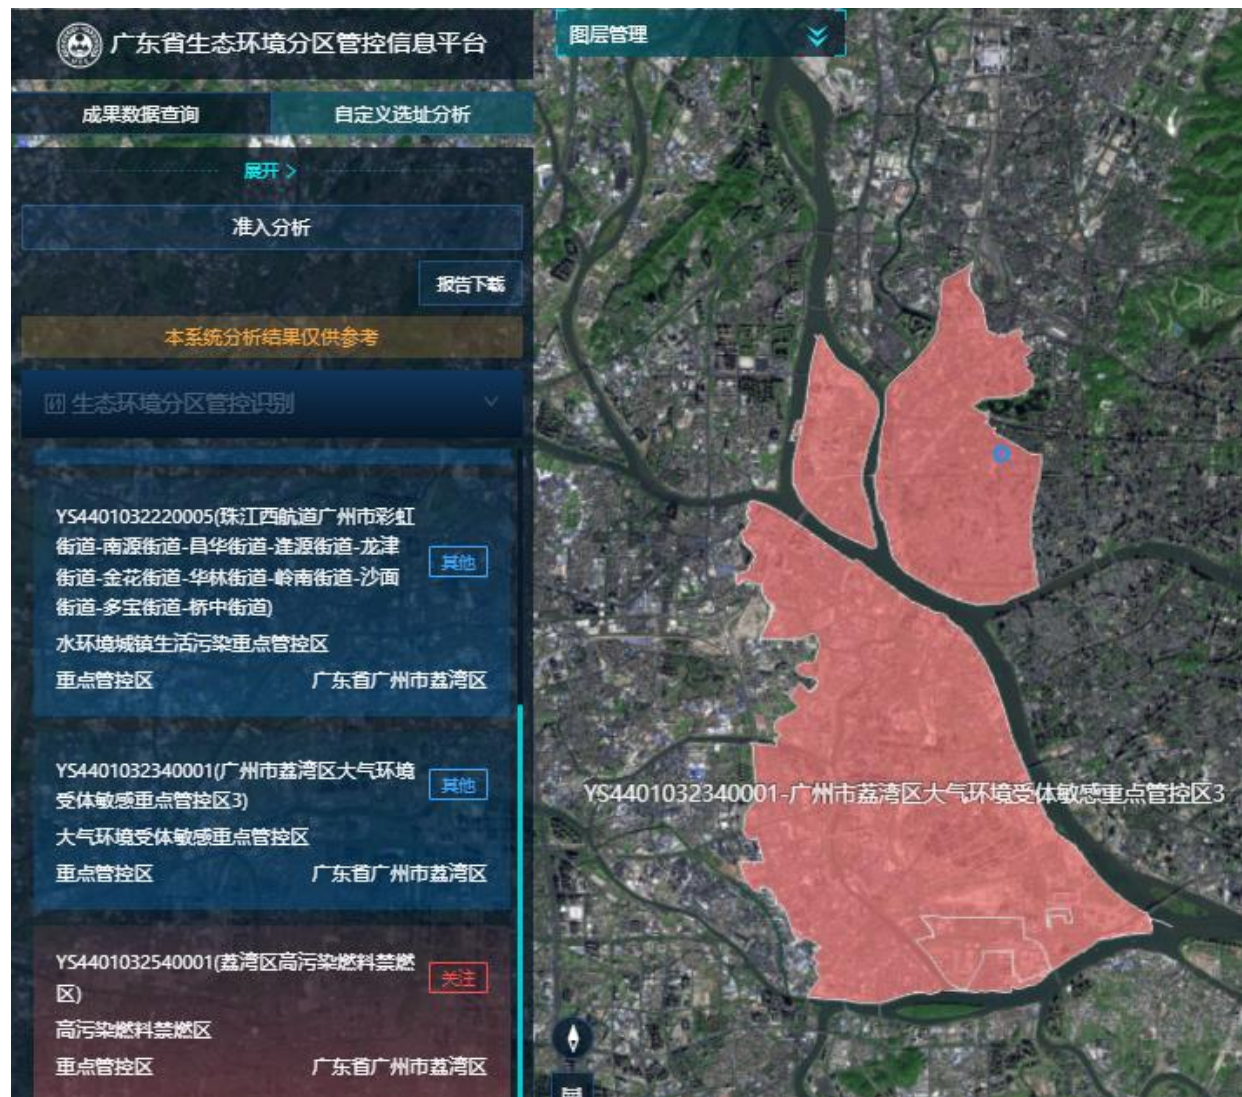 广东省生态环境分区管控信息平台
图层管理
成果数据查询
自定义选址分析
展开 >
准入分析
报告下载
本系统分析结果仅供参考
生态环境分区管控识别
YS4401032220005(珠江西航道广州市彩虹
街道-南源街道-昌华街道-逢源街道-龙津
街道-金花街道-华林街道-岭南街道-沙面
街道-多宝街道-桥中街道)
其他
水环境城镇生活污染重点管控区
重点管控区
广东省广州市荔湾区
YS4401032340001(广州市荔湾区大气环境
受体敏感重点管控区3)
其他
大气环境受体敏感重点管控区
重点管控区
广东省广州市荔湾区
YS4401032540001(荔湾区高污染燃料禁燃
区)
关注
高污染燃料禁燃区
重点管控区
广东省广州市荔湾区
YS4401032340001-广州市荔湾区大气环境受体敏感重点管控区3